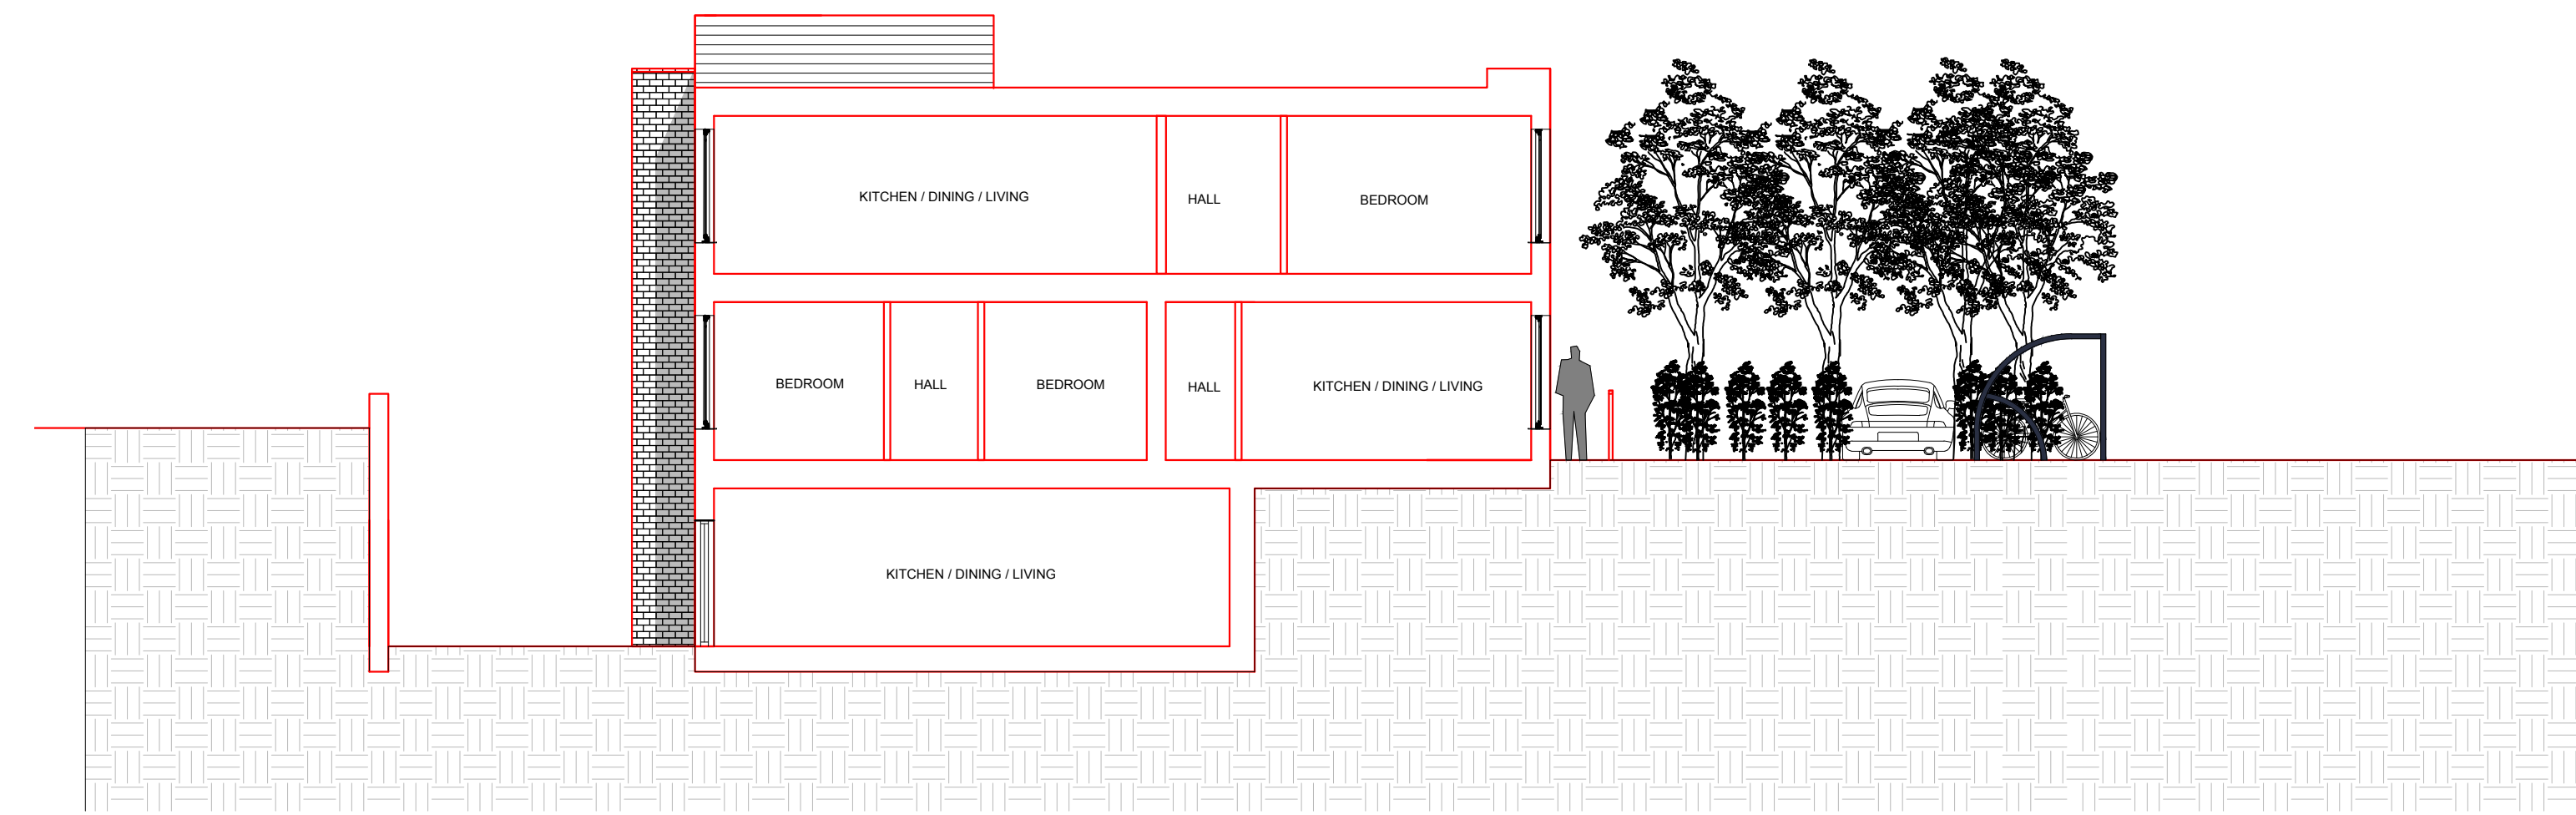 KITCHEN / DINING / LIVING
HALL
BEDROOM
BEDROOM
HALL
BEDROOM
HALL
KITCHEN / DINING / LIVING
KITCHEN / DINING / LIVING